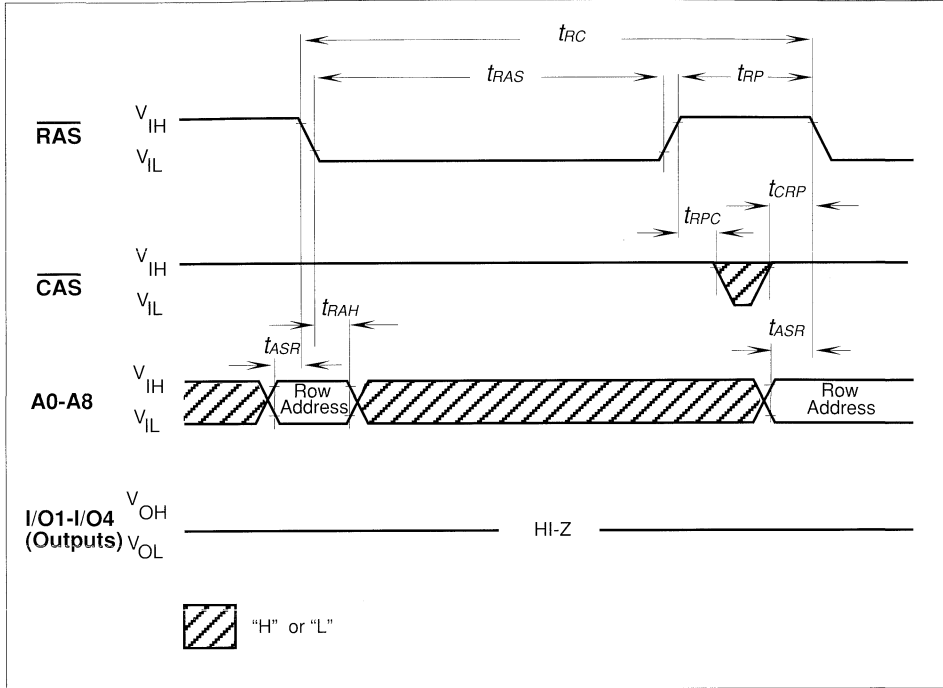 tRC
tRAS
tRP
RAS
VIH
VIL
tCRP
tRPC
CAS
VIH
VIL
tRAH
tASR
tASR
A0-A8
VIH
VIL
Row
Address
Row
Address
I/O1-I/O4
(Outputs)
VOH
VOL
HI-Z
"H" or "L"